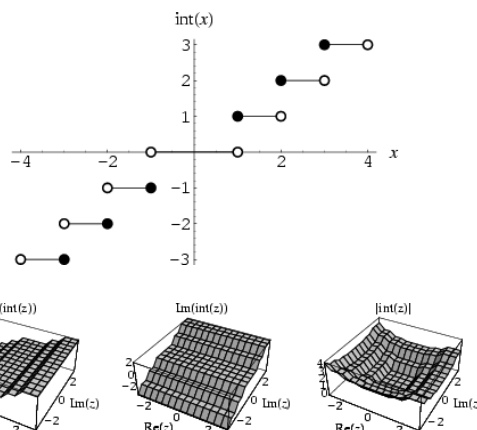 int(x)
3
2
1
-4 -2 2 4 x
-1
-2
-3
(int(z)) Im(int(z)) |int(z)|
2 0 -2 Im(z)
2 0 -2
-2 0 2 Re(z)
2 0 -2 Im(z)
4
-2 0 2 Re(z)
2 0 -2 Im(z)